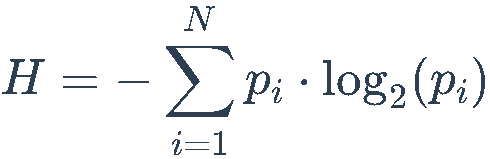 H = - \sum_{i=1}^{N} p_i \cdot \log_2(p_i)